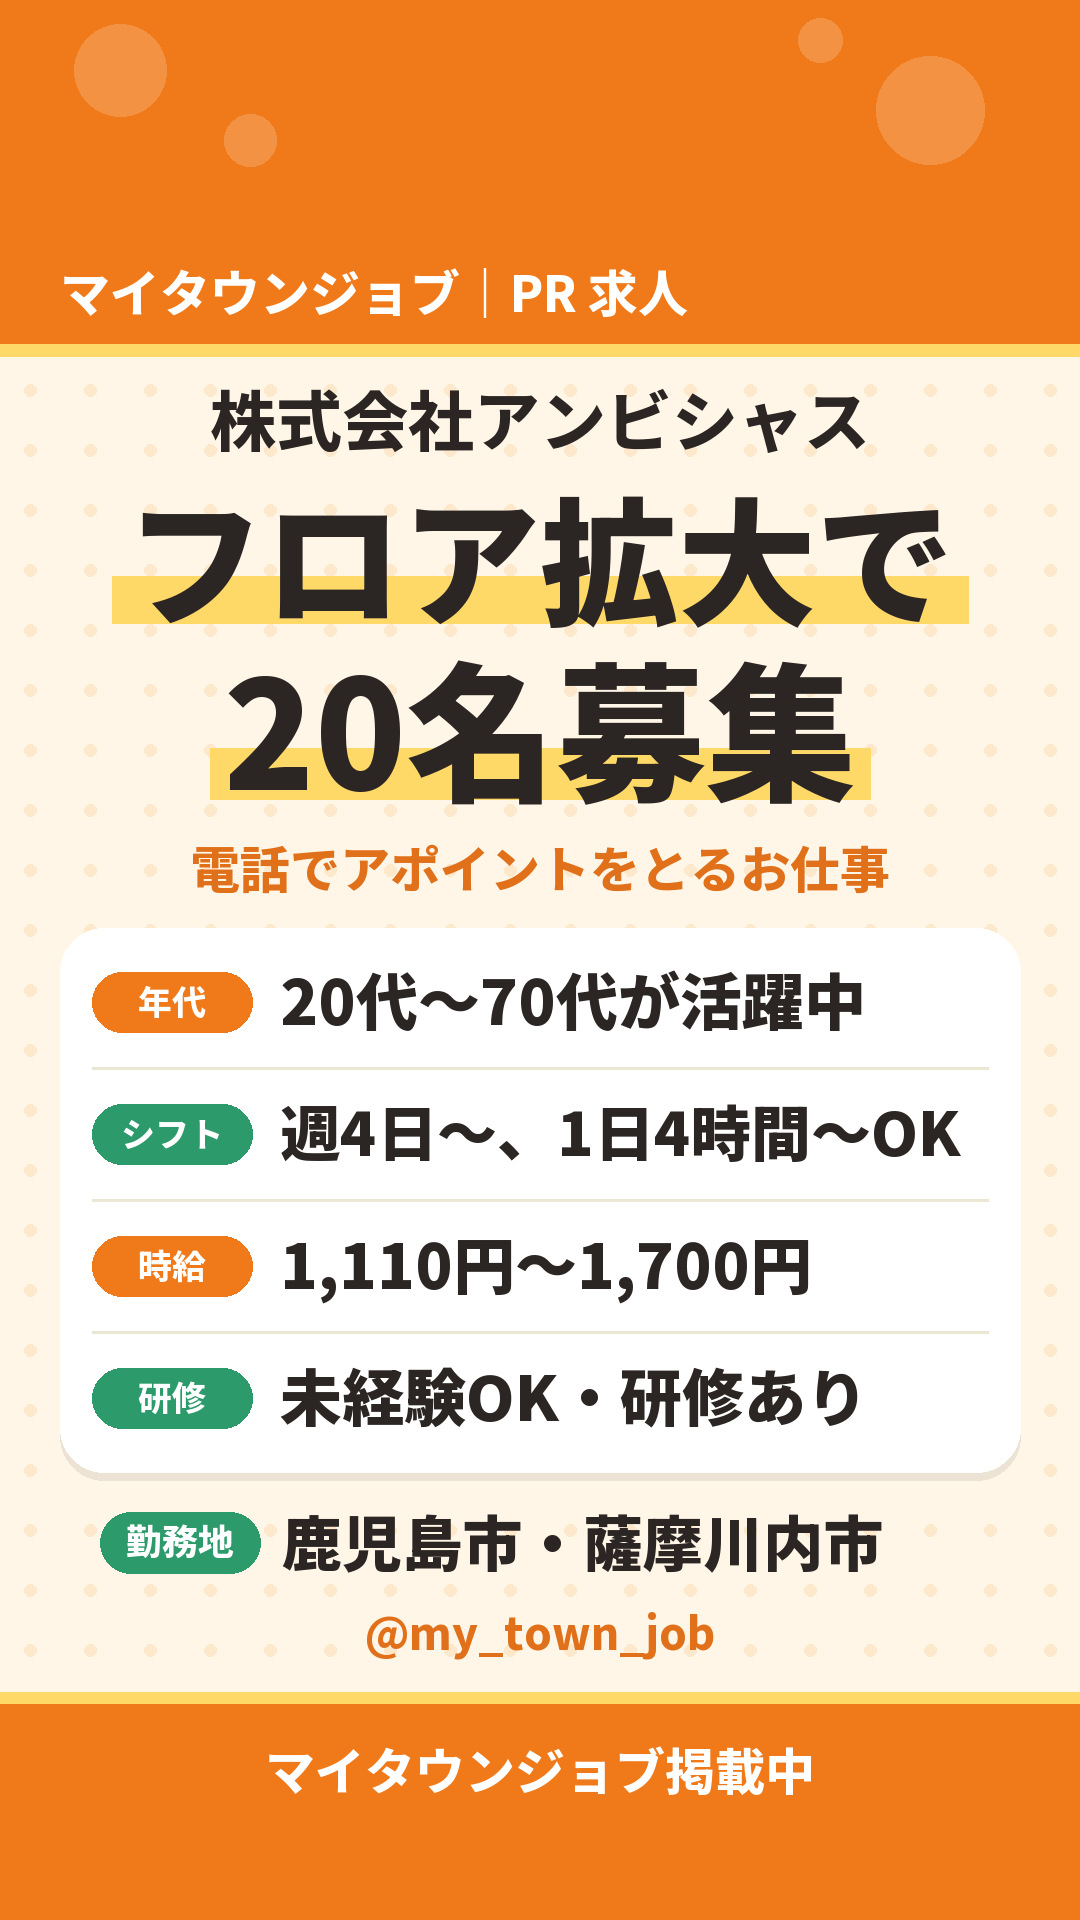 マイタウンジョブ｜PR 求人
株式会社アンビシャス
フロア拡大で
20名募集
電話でアポイントをとるお仕事
年代 20代〜70代が活躍中
シフト 週4日〜、1日4時間〜OK
時給 1,110円〜1,700円
研修 未経験OK・研修あり
勤務地 鹿児島市・薩摩川内市
@my_town_job
マイタウンジョブ掲載中